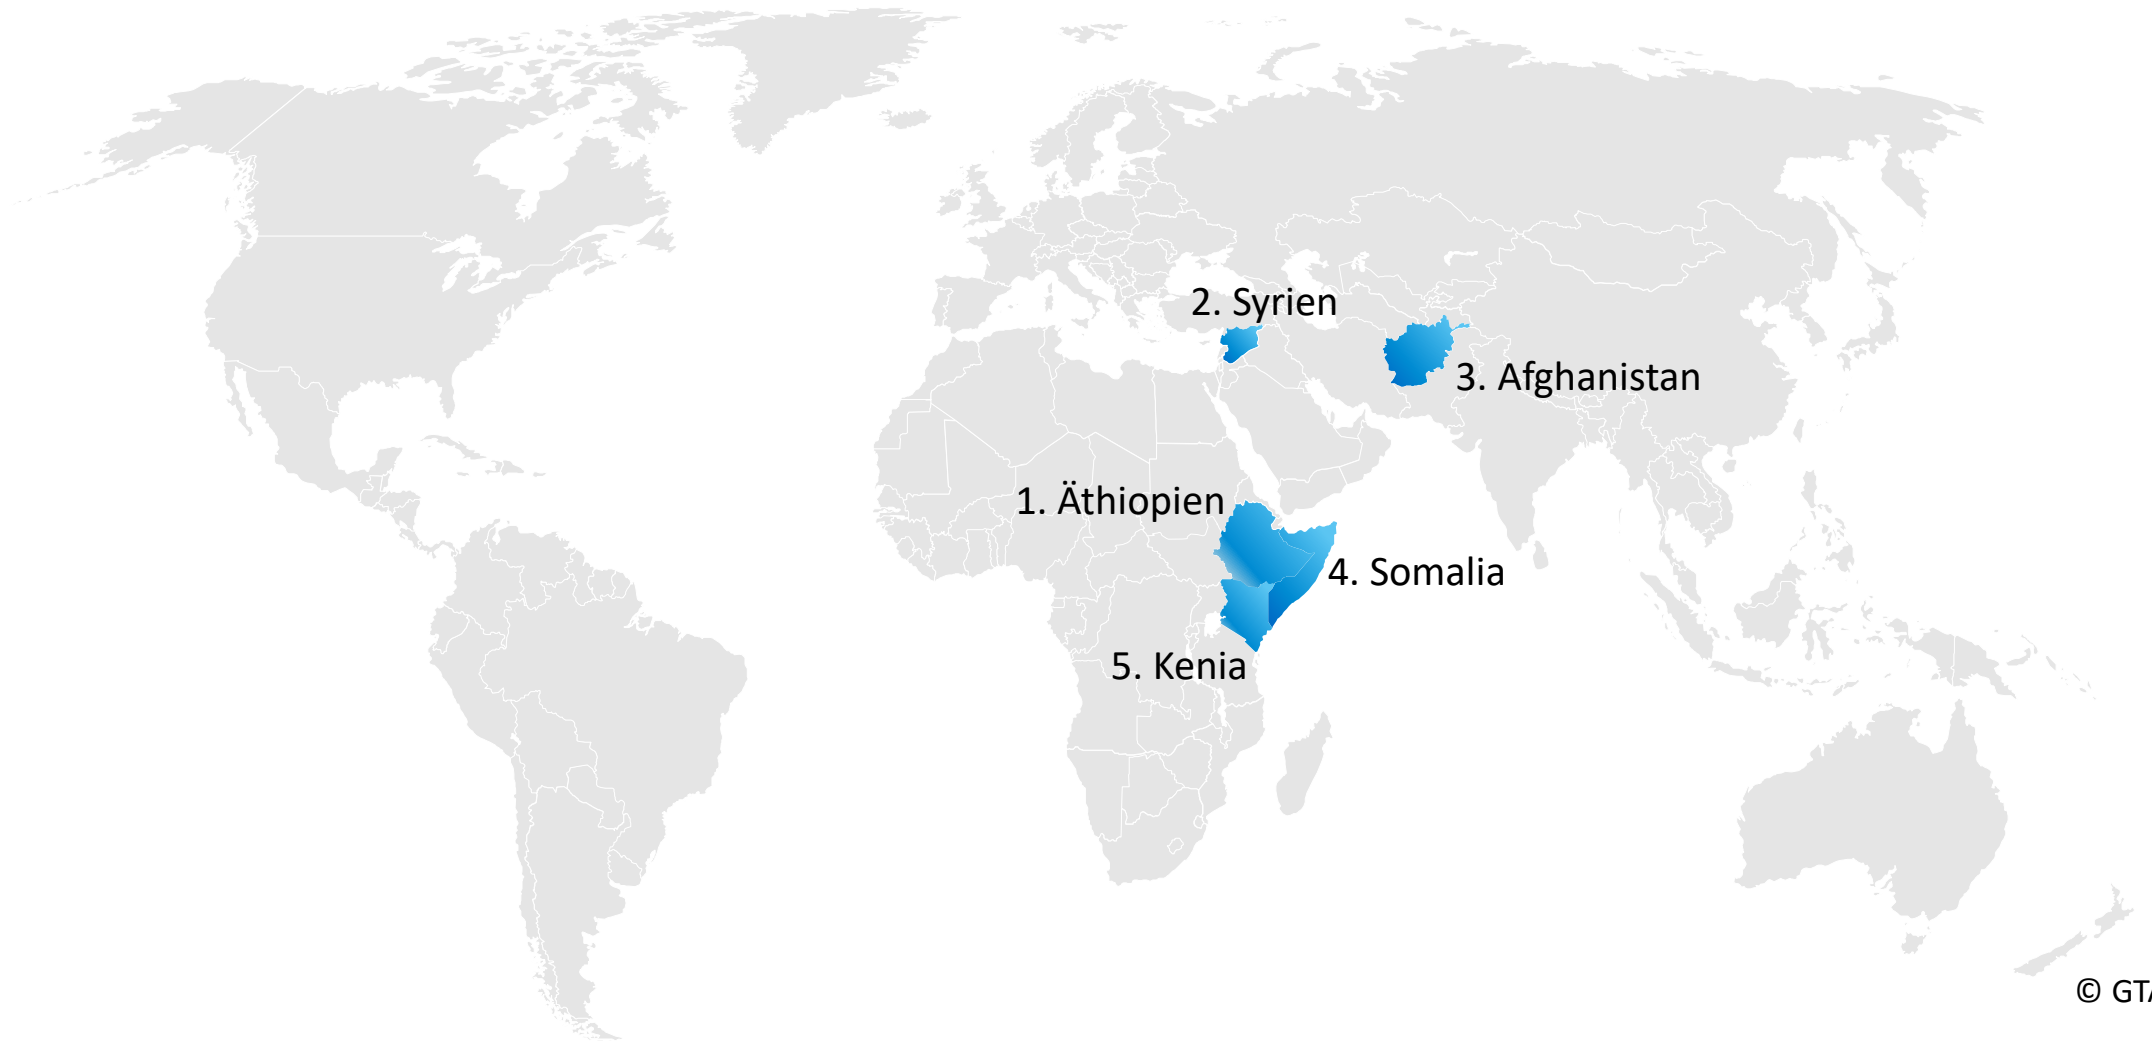 2. Syrien
3. Afghanistan
1. Äthiopien
4. Somalia
5. Kenia
©